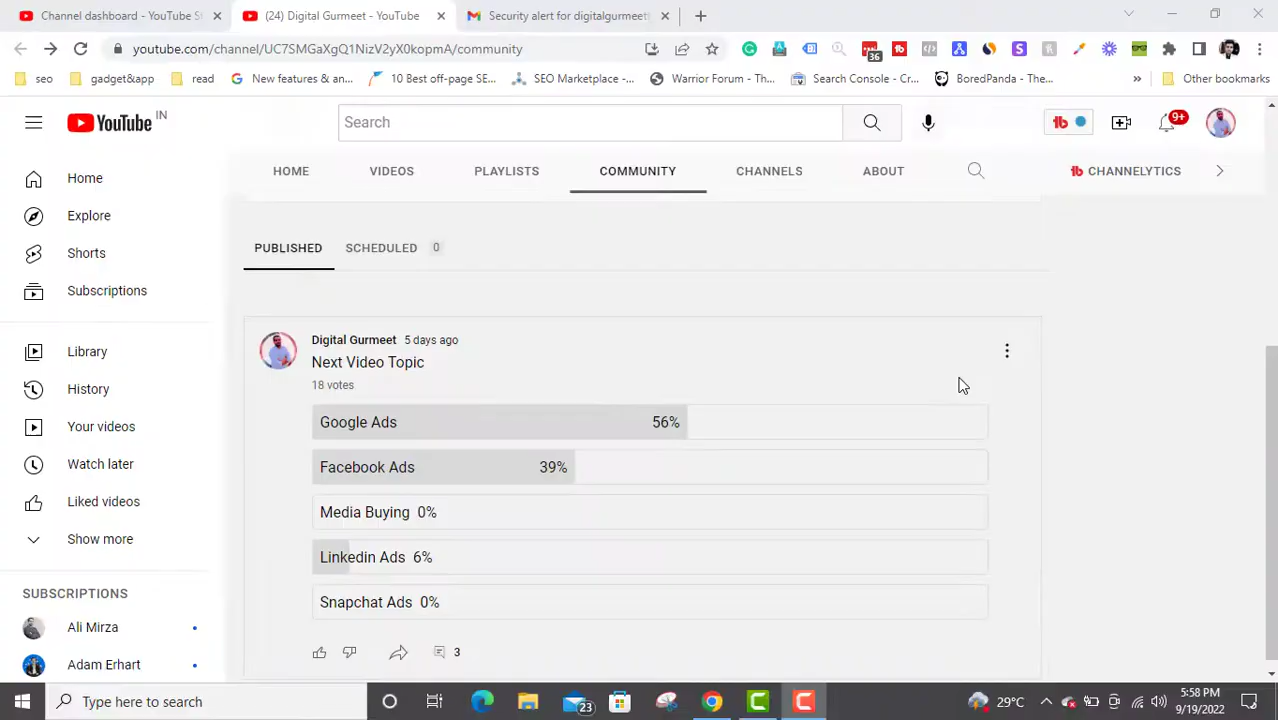 Channel dashboard - YouTube St
(24) Digital Gurmeet - YouTube
Security alert for digitalgurmeet
youtube.com/channel/UC7SMGaXgQ1NizV2yX0kopmA/community
36
seo
gadget&app
read
New features & an...
10 Best off-page SE...
SEO Marketplace -...
Warrior Forum - Th...
Search Console - Cr...
BoredPanda - The...
»
Other bookmarks
YouTube IN
Search
9+
HOME
VIDEOS
PLAYLISTS
COMMUNITY
CHANNELS
ABOUT
CHANNELYTICS
Home
Explore
Shorts
Subscriptions
Library
History
Your videos
Watch later
Liked videos
Show more
SUBSCRIPTIONS
Ali Mirza
Adam Erhart
PUBLISHED
SCHEDULED 0
Digital Gurmeet 5 days ago
Next Video Topic
18 votes
Google Ads 56%
Facebook Ads 39%
Media Buying 0%
Linkedin Ads 6%
Snapchat Ads 0%
3
Type here to search
23
29°C
5:58 PM
9/19/2022